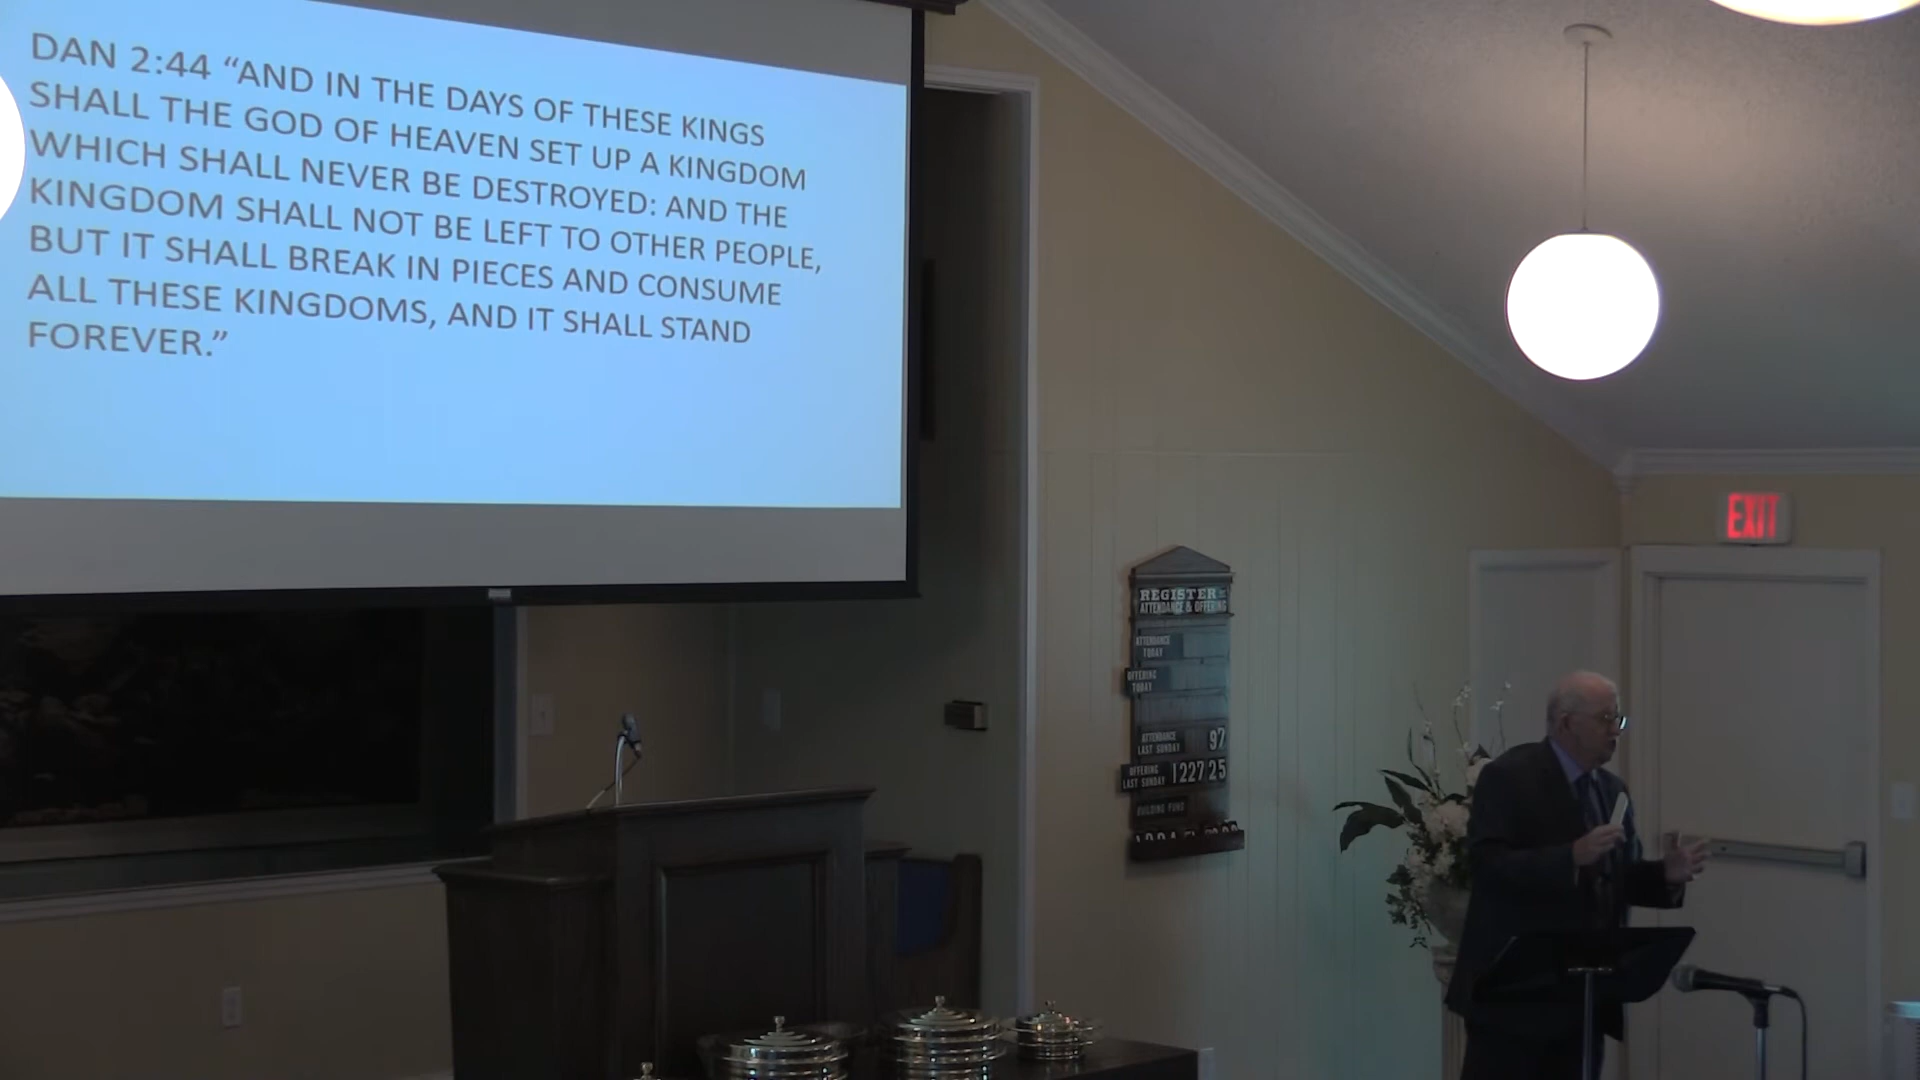 DAN 2:44 “AND IN THE DAYS OF THESE KINGS
SHALL THE GOD OF HEAVEN SET UP A KINGDOM
WHICH SHALL NEVER BE DESTROYED: AND THE
KINGDOM SHALL NOT BE LEFT TO OTHER PEOPLE,
BUT IT SHALL BREAK IN PIECES AND CONSUME
ALL THESE KINGDOMS, AND IT SHALL STAND
FOREVER.”
EXIT
REGISTER OF
ATTENDANCE & OFFERING
ATTENDANCE
TODAY
OFFERING
TODAY
ATTENDANCE
LAST SUNDAY 97
OFFERING
LAST SUNDAY 1227 25
BUILDING FUND